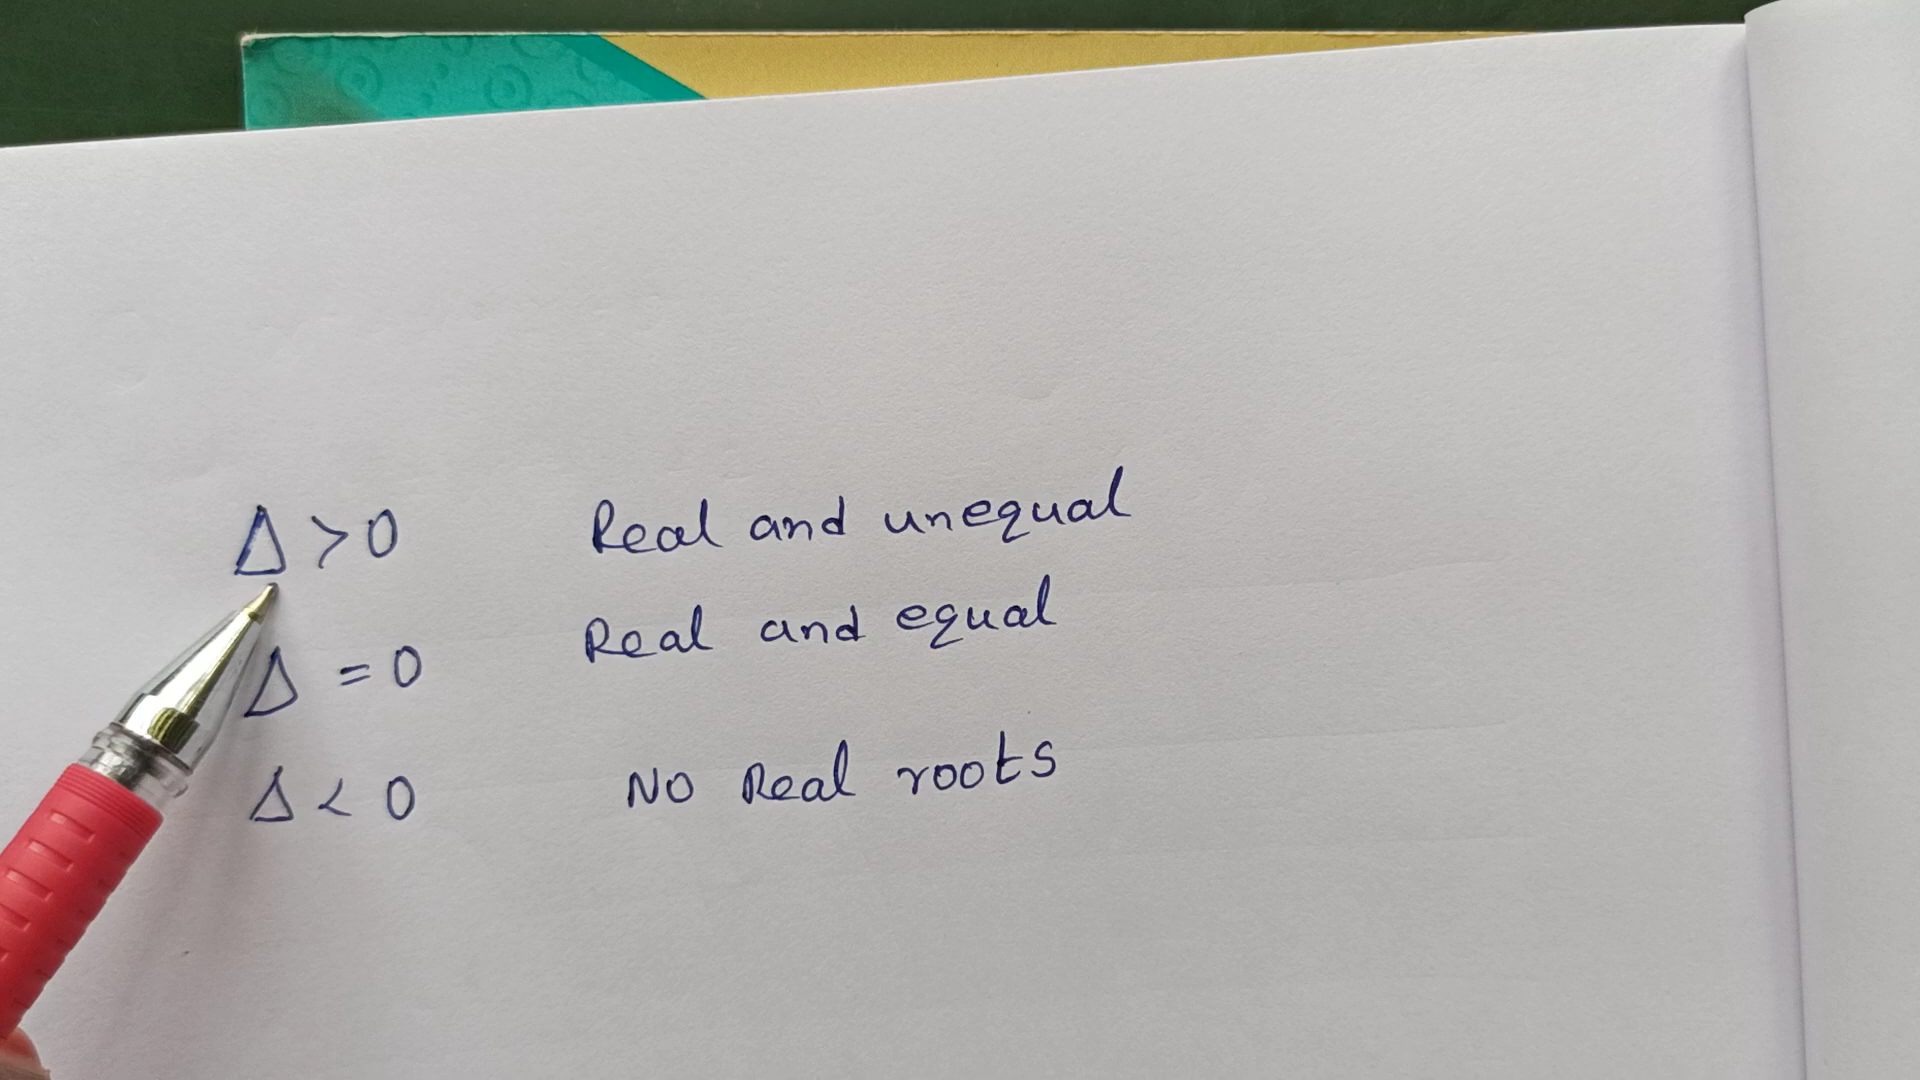 Δ > 0 Real and unequal
Δ = 0 Real and equal
Δ < 0 No Real roots